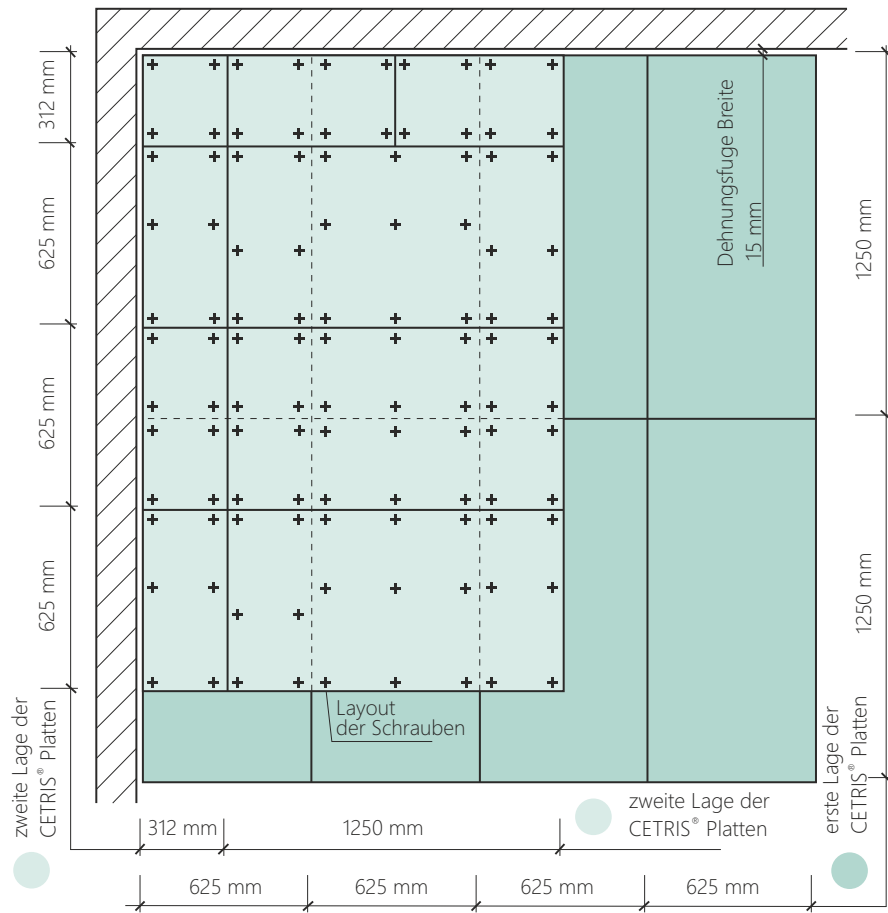 312 mm
625 mm
625 mm
625 mm
zweite Lage der
CETRIS® Platten
Dehnungsfuge Breite
15 mm
1250 mm
1250 mm
erste Lage der
CETRIS® Platten
Layout
der Schrauben
zweite Lage der
CETRIS® Platten
312 mm
1250 mm
625 mm
625 mm
625 mm
625 mm